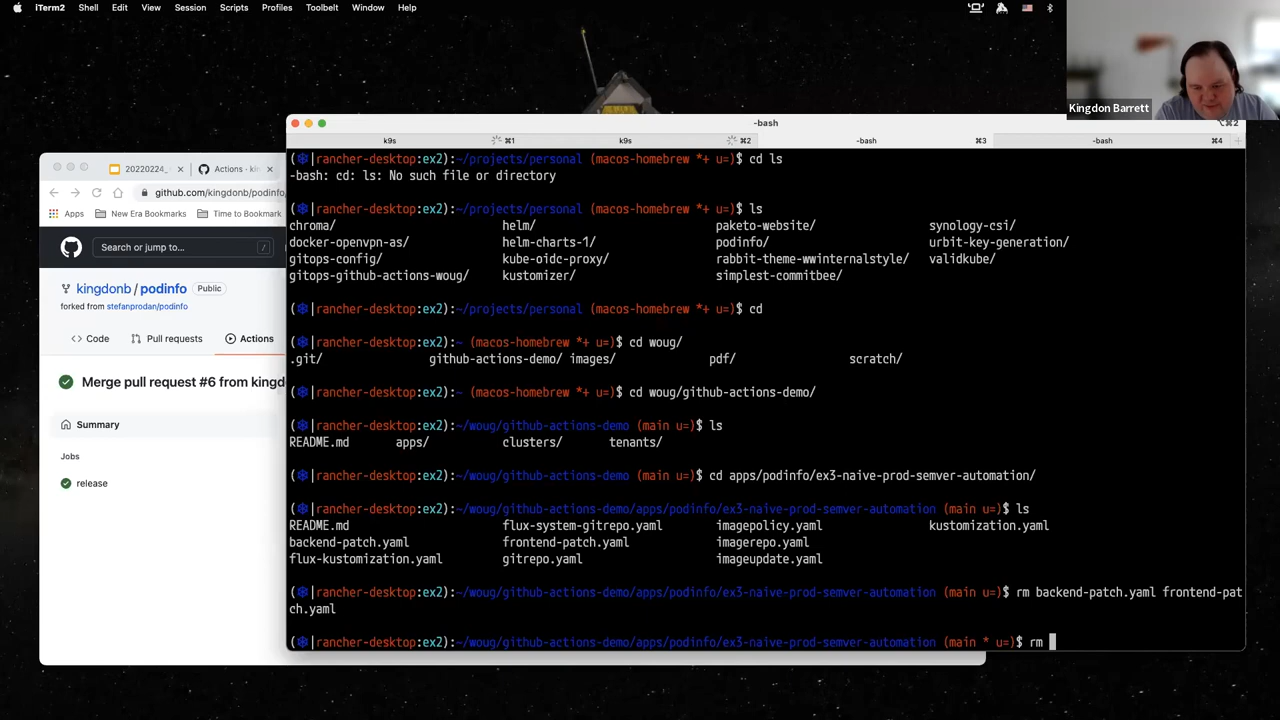 iTerm2 Shell Edit View Session Scripts Profiles Toolbelt Window Help
Kingdon Barrett
-bash
⌥⌘2
k9s ⌘1 k9s ⌘2 -bash ⌘3 -bash ⌘4
20220224_ Actions · ki
github.com/kingdonb/podinfo
Apps New Era Bookmarks Time to Bookmark
Search or jump to... /
kingdonb / podinfo Public
forked from stefanprodan/podinfo
Code Pull requests Actions
Merge pull request #6 from kingd
Summary
Jobs
release
(⎈|rancher-desktop:ex2):~/projects/personal (macos-homebrew *+ u=)$ cd ls
-bash: cd: ls: No such file or directory
(⎈|rancher-desktop:ex2):~/projects/personal (macos-homebrew *+ u=)$ ls
chroma/ helm/ paketo-website/ synology-csi/
docker-openvpn-as/ helm-charts-1/ podinfo/ urbit-key-generation/
gitops-config/ kube-oidc-proxy/ rabbit-theme-wwinternalstyle/ validkube/
gitops-github-actions-woug/ kustomizer/ simplest-commitbee/
(⎈|rancher-desktop:ex2):~/projects/personal (macos-homebrew *+ u=)$ cd
(⎈|rancher-desktop:ex2):~ (macos-homebrew *+ u=)$ cd woug/
.git/ github-actions-demo/ images/ pdf/ scratch/
(⎈|rancher-desktop:ex2):~ (macos-homebrew *+ u=)$ cd woug/github-actions-demo/
(⎈|rancher-desktop:ex2):~/woug/github-actions-demo (main u=)$ ls
README.md apps/ clusters/ tenants/
(⎈|rancher-desktop:ex2):~/woug/github-actions-demo (main u=)$ cd apps/podinfo/ex3-naive-prod-semver-automation/
(⎈|rancher-desktop:ex2):~/woug/github-actions-demo/apps/podinfo/ex3-naive-prod-semver-automation (main u=)$ ls
README.md flux-system-gitrepo.yaml imagepolicy.yaml kustomization.yaml
backend-patch.yaml frontend-patch.yaml imagerepo.yaml
flux-kustomization.yaml gitrepo.yaml imageupdate.yaml
(⎈|rancher-desktop:ex2):~/woug/github-actions-demo/apps/podinfo/ex3-naive-prod-semver-automation (main u=)$ rm backend-patch.yaml frontend-pat
ch.yaml
(⎈|rancher-desktop:ex2):~/woug/github-actions-demo/apps/podinfo/ex3-naive-prod-semver-automation (main * u=)$ rm